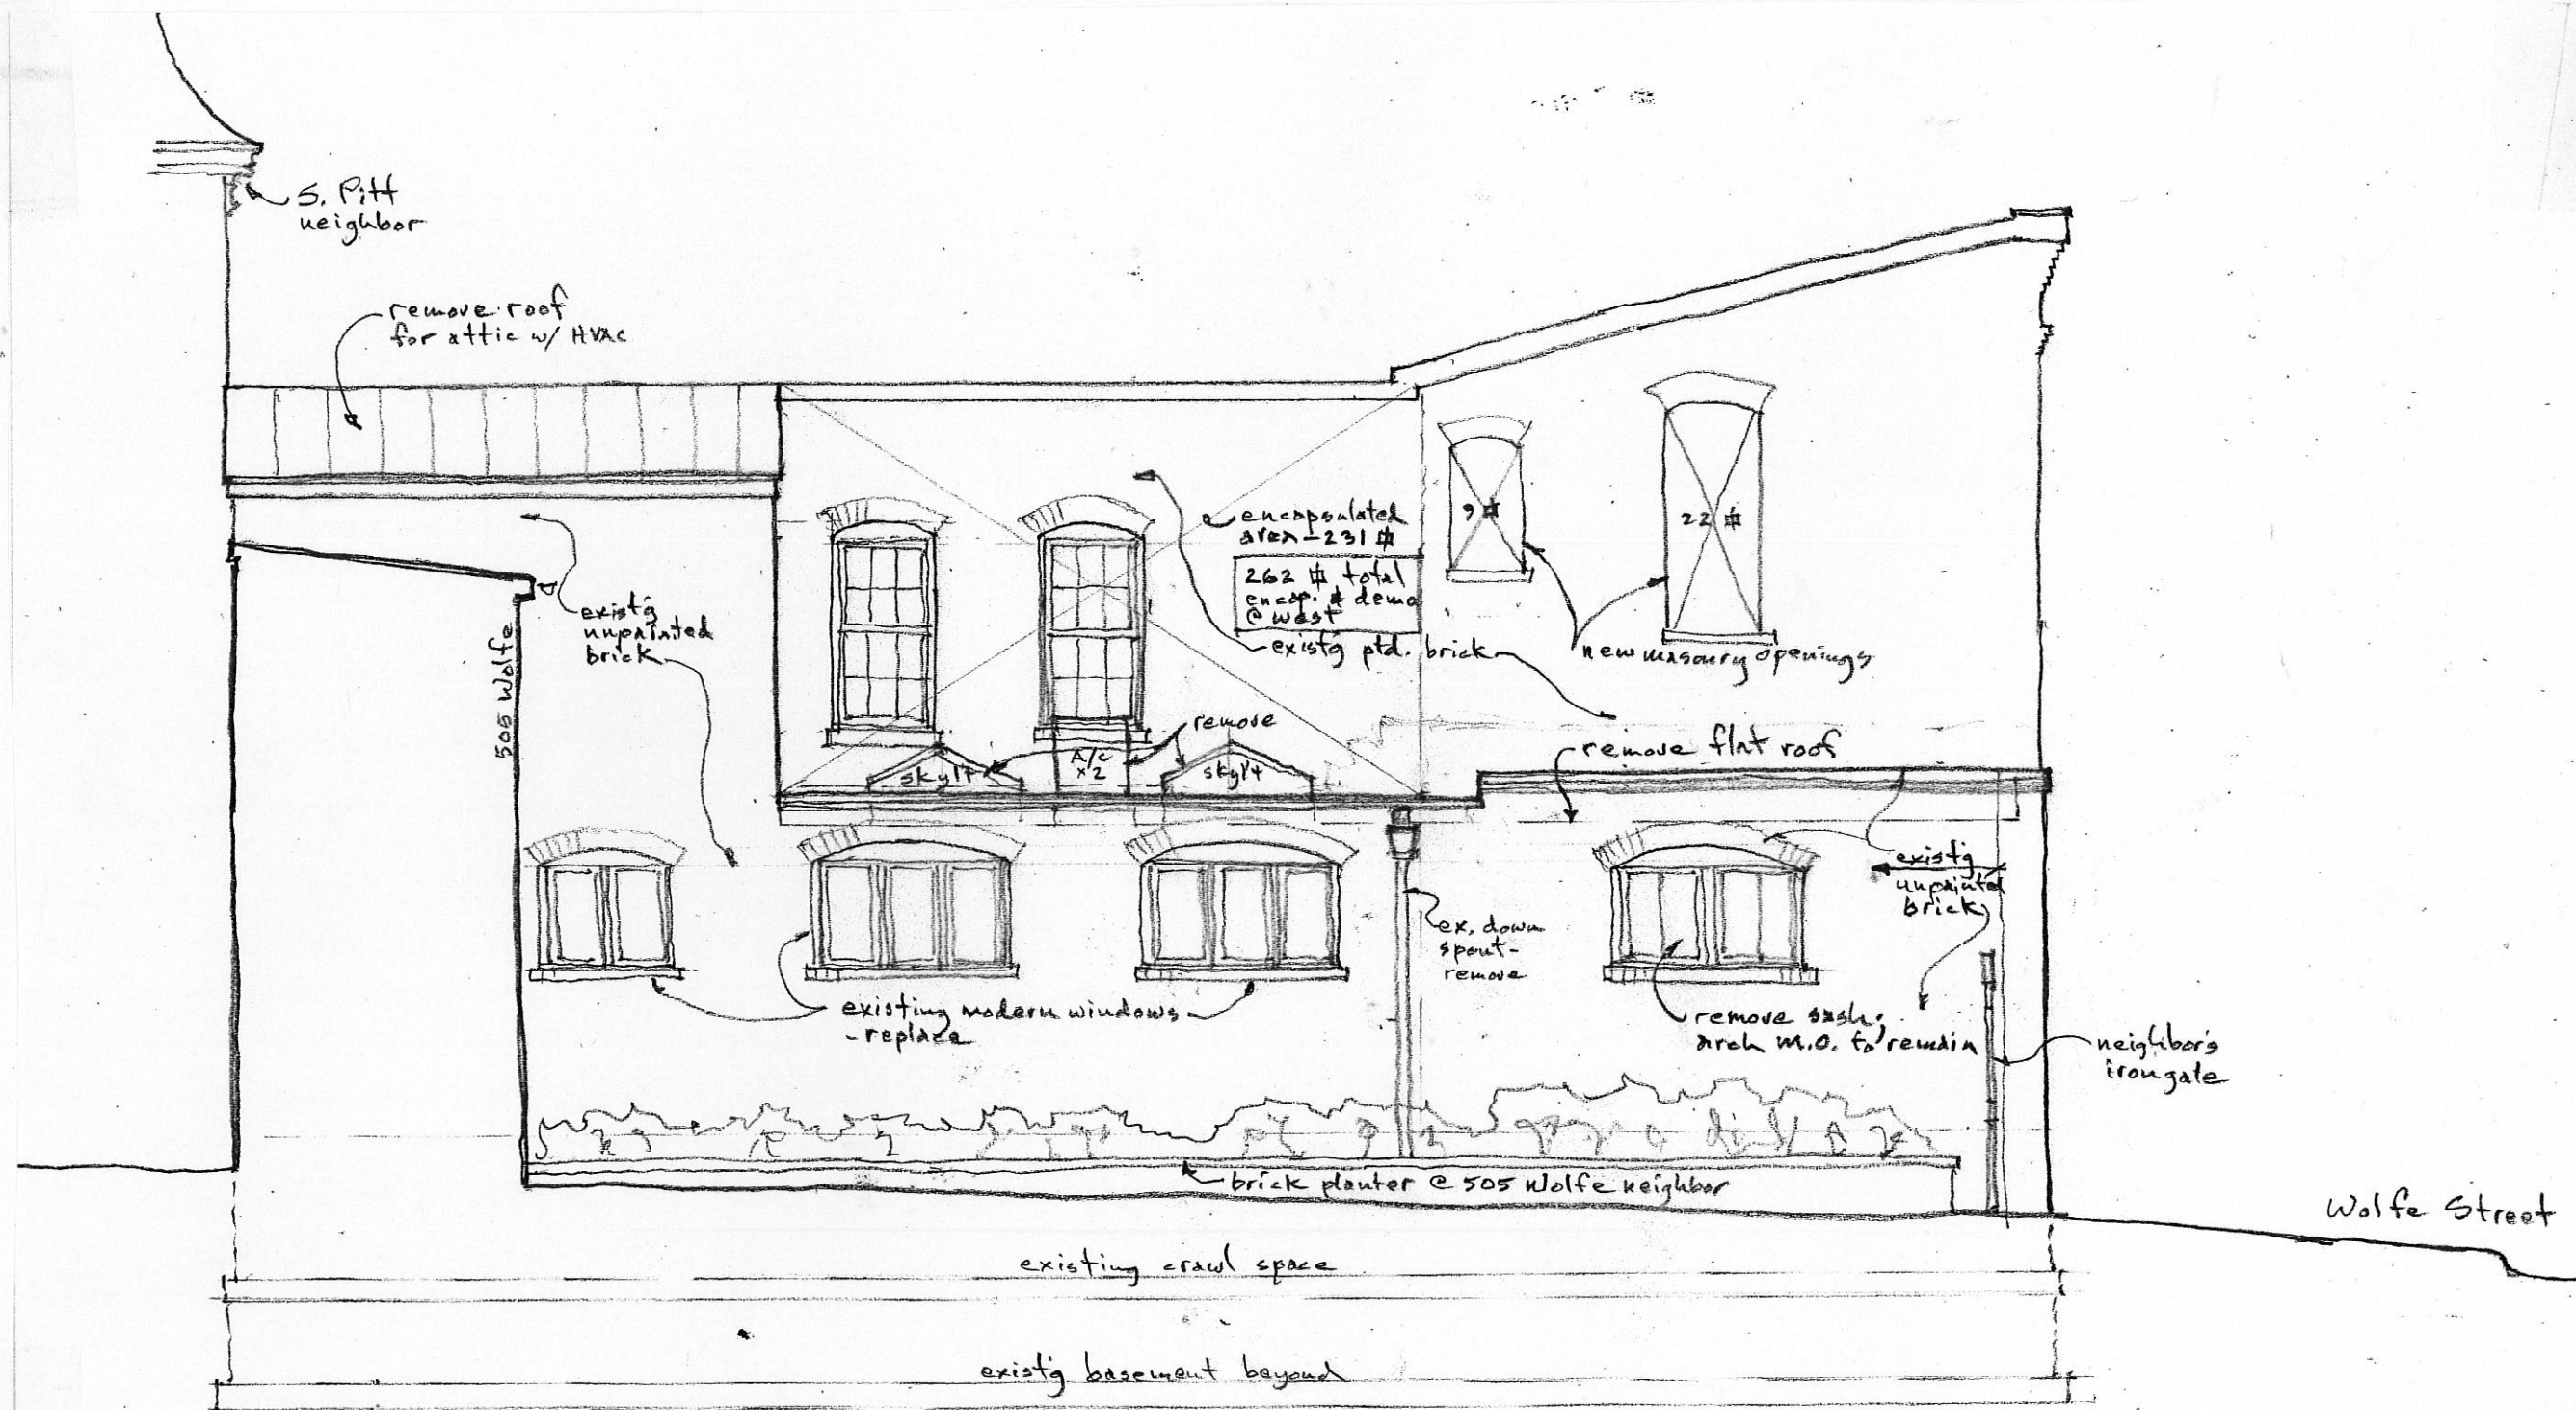 S. Pitt
neighbor
remove roof
for attic w/ HVAC
encapsulated
area - 231 ⌗
262 ⌗ total
encap. & demo
@ west
existg ptd. brick
9 ⌗
22 ⌗
new masonry openings
existg
unpainted
brick
505 Wolfe
remove
skylt
A/C
x2
skylt
remove flat roof
existg
unpainted
brick
ex. down
spout -
remove
existing modern windows
- replace
remove sash;
arch M.O. to remain
neighbor's
iron gate
brick planter @ 505 Wolfe neighbor
Wolfe Street
existing crawl space
existg basement beyond